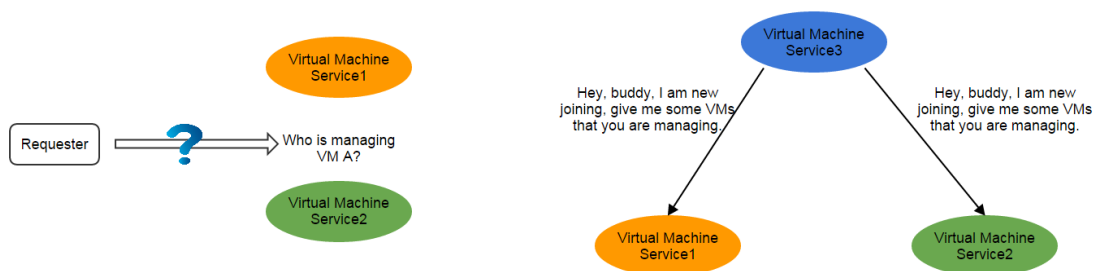 Virtual Machine
Service1
Requester
?
Who is managing
VM A?
Virtual Machine
Service2
Virtual Machine
Service3
Hey, buddy, I am new
joining, give me some VMs
that you are managing.
Hey, buddy, I am new
joining, give me some VMs
that you are managing.
Virtual Machine
Service1
Virtual Machine
Service2